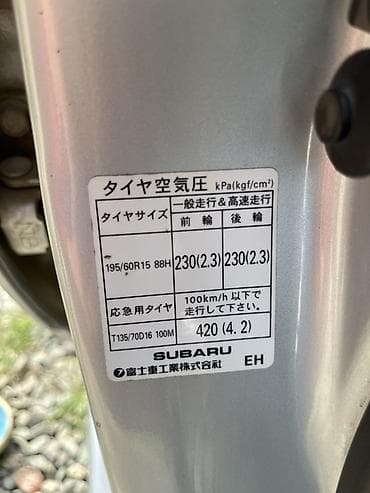 タイヤ空気圧 kPa(kgf/cm²)
タイヤサイズ 一般走行&高速走行
前輪 後輪
195/60R15 88H 230(2.3) 230(2.3)
応急用タイヤ 100km/h以下で
走行して下さい。
T135/70D16 100M 420(4.2)
SUBARU
富士重工業株式会社 EH